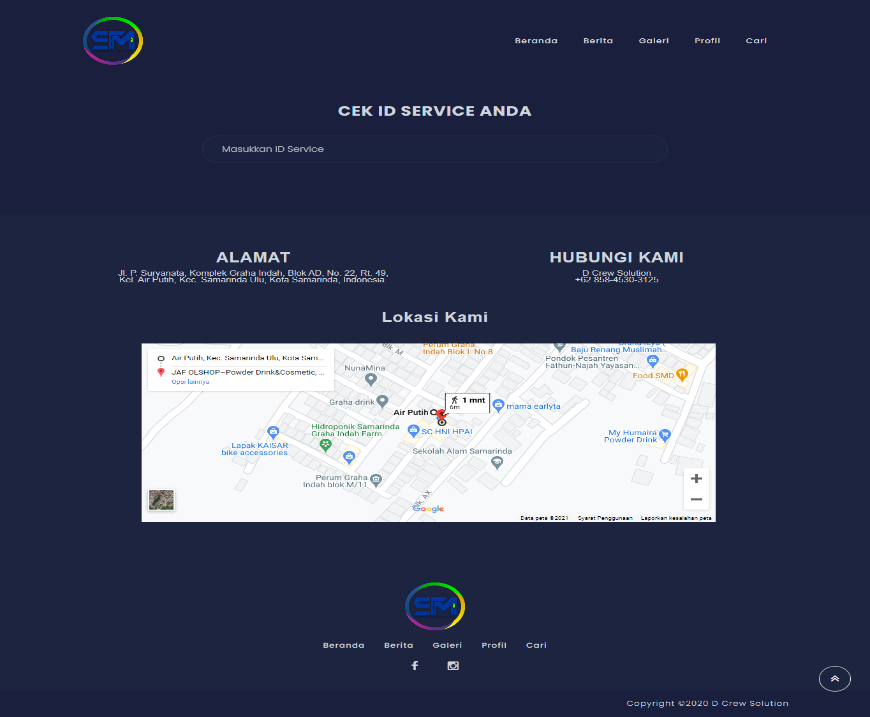 SM
Beranda Berita Galeri Profil Cari
CEK ID SERVICE ANDA
Masukkan ID Service
ALAMAT
Jl. P. Suryanata, Komplek Graha Indah, Blok AD, No. 22, Rt. 49,
Kel. Air Putih, Kec. Samarinda Ulu, Kota Samarinda, Indonesia
HUBUNGI KAMI
D Crew Solution
+62 858-4530-3125
Lokasi Kami
Air Putih, Kec. Samarinda Ulu, Kota Sam...
JAF OLSHOP–Powder Drink&Cosmetic, ...
Opsi lainnya
Perum Graha
Indah Blok I. No.8
Baju Renang Muslimah...
Pondok Pesantren
Fathun-Najah Yayasan...
Food SMD
NunaMina
Graha drink
Air Putih
1 mnt
6m
mama earlyta
Hidroponik Samarinda
Graha Indah Farm
SC HNI HPAI
My Humaira
Powder Drink
Lapak KAISAR
bike accessories
Sekolah Alam Samarinda
Perum Graha
Indah blok M/11
AX
Google
Data peta ©2021 Syarat Penggunaan Laporkan kesalahan peta
SM
Beranda Berita Galeri Profil Cari
Copyright ©2020 D Crew Solution